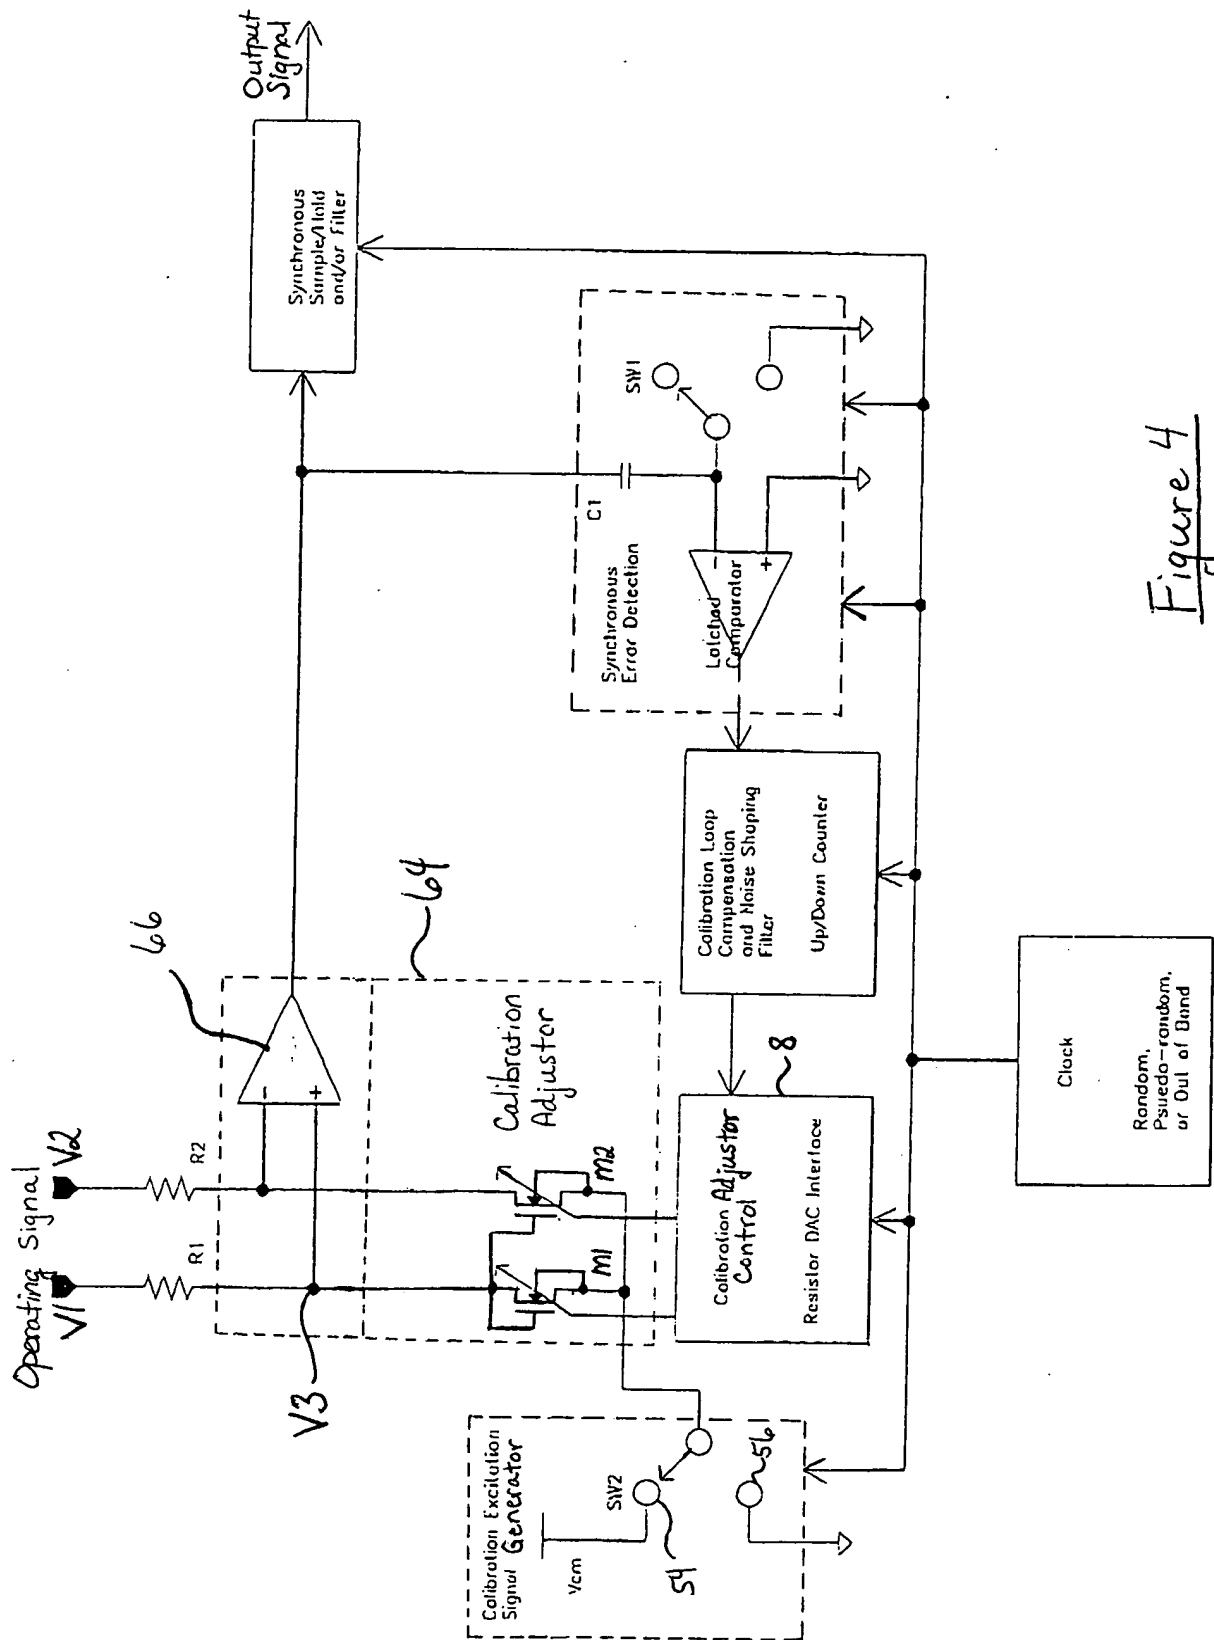 Output
Signal
Synchronous
Sample/Hold
and/or Filter
66
64
Operating Signal
V1
V2
R1
R2
-
+
V3
Calibration
Adjustor
M1
M2
Synchronous
Error Detection
C1
SW1
-
+
Latched
Comparator
Calibration Loop
Compensation
and Noise Shaping
Filter
Up/Down Counter
8
Calibration Adjustor
Control
Resistor DAC Interface
Calibration Excitation
Signal Generator
Vcm
SW2
54
56
Clock
Random,
Psuedo-random,
or Out of Band
Figure 4